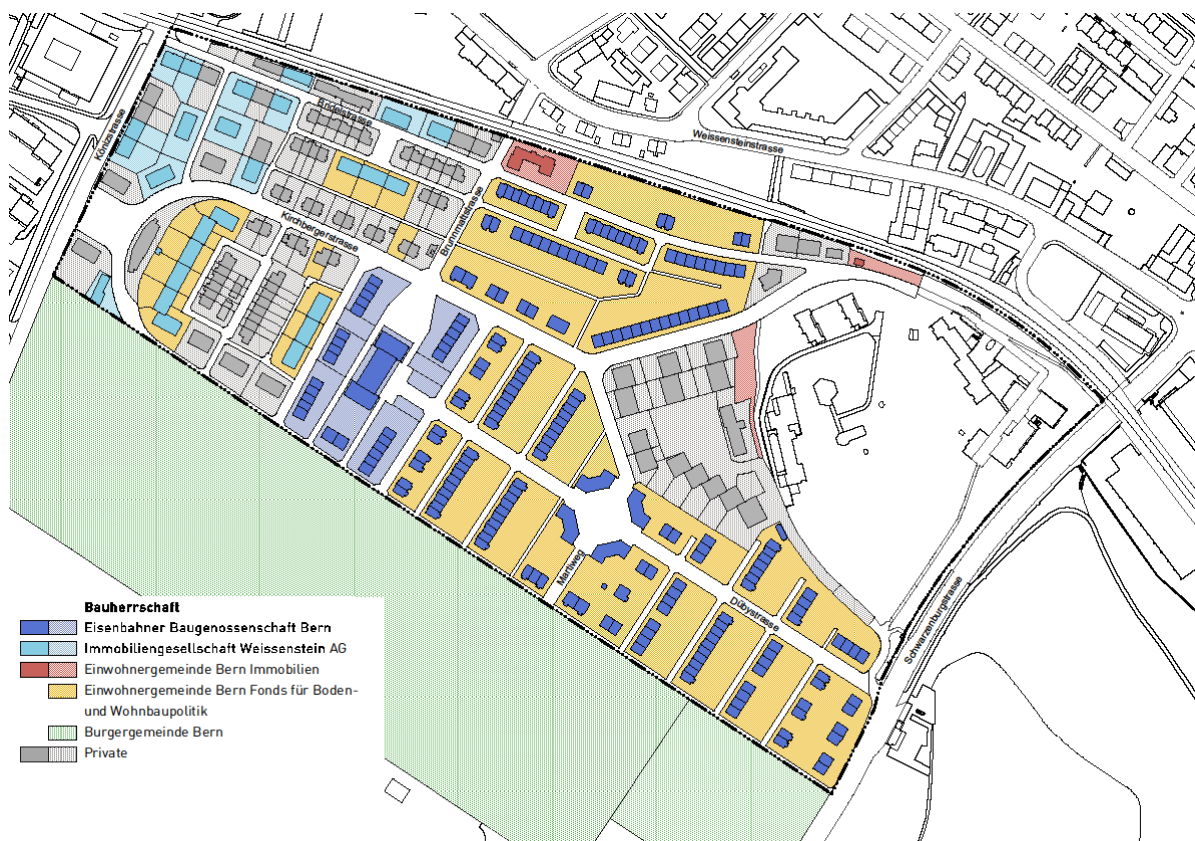 Weissensteinstrasse
Könizstrasse
Bridelstrasse
Brunnmattstrasse
Kirchbergerstrasse
Martiweg
Dübystrasse
Schwarzenburgstrasse
Bauherrschaft
Eisenbahner Baugenossenschaft Bern
Immobiliengesellschaft Weissenstein AG
Einwohnergemeinde Bern Immobilien
Einwohnergemeinde Bern Fonds für Boden-
und Wohnbaupolitik
Burgergemeinde Bern
Private